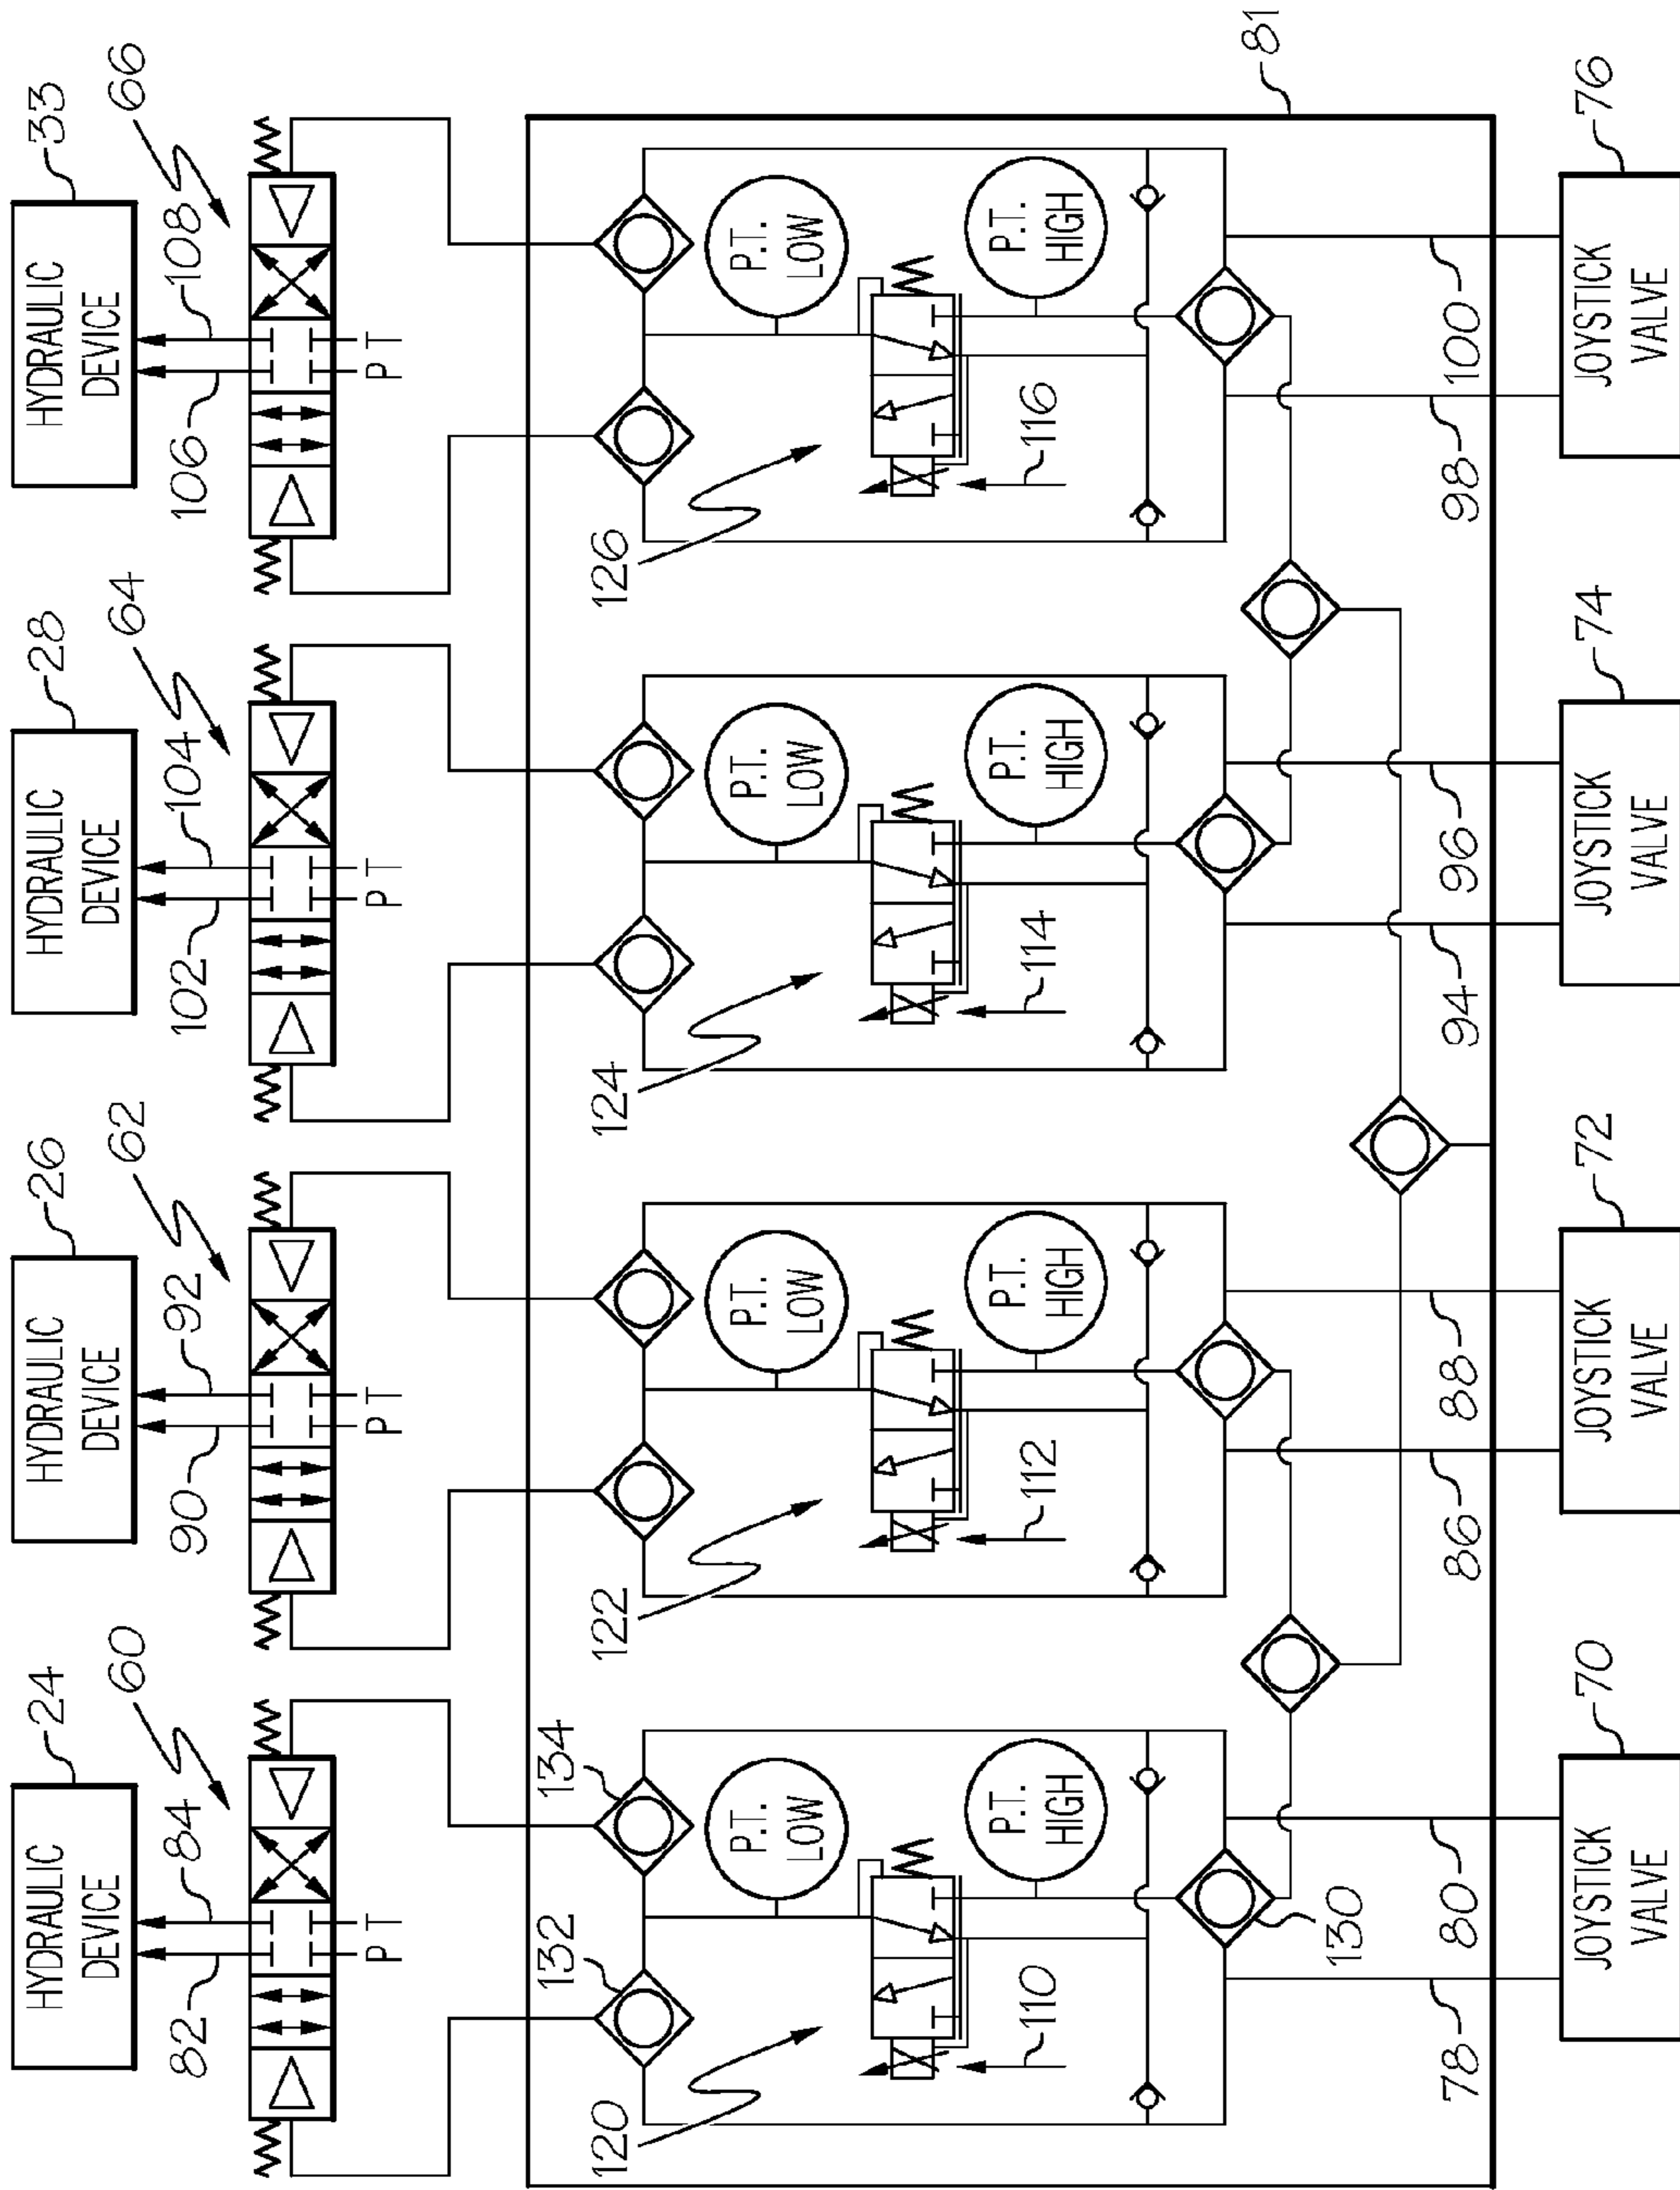 24
26
28
33
HYDRAULIC
DEVICE
HYDRAULIC
DEVICE
HYDRAULIC
DEVICE
HYDRAULIC
DEVICE
82
84
60
90
92
62
102
104
64
106
108
66
P T
P T
P T
P T
120
132
134
122
124
126
P.T.
LOW
P.T.
LOW
P.T.
LOW
P.T.
LOW
110
112
114
116
P.T.
HIGH
P.T.
HIGH
P.T.
HIGH
P.T.
HIGH
81
130
78
80
86
88
94
96
98
100
70
72
74
76
JOYSTICK
VALVE
JOYSTICK
VALVE
JOYSTICK
VALVE
JOYSTICK
VALVE